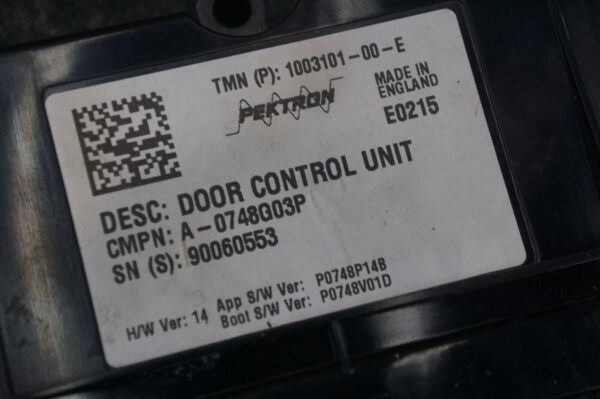 TMN (P): 1003101-00-E
PEKTRON
MADE IN
ENGLAND
E0215
DESC: DOOR CONTROL UNIT
CMPN: A-0748G03P
SN (S): 90060553
H/W Ver: 14 App S/W Ver: P0748P14B
Boot S/W Ver: P0748V01D